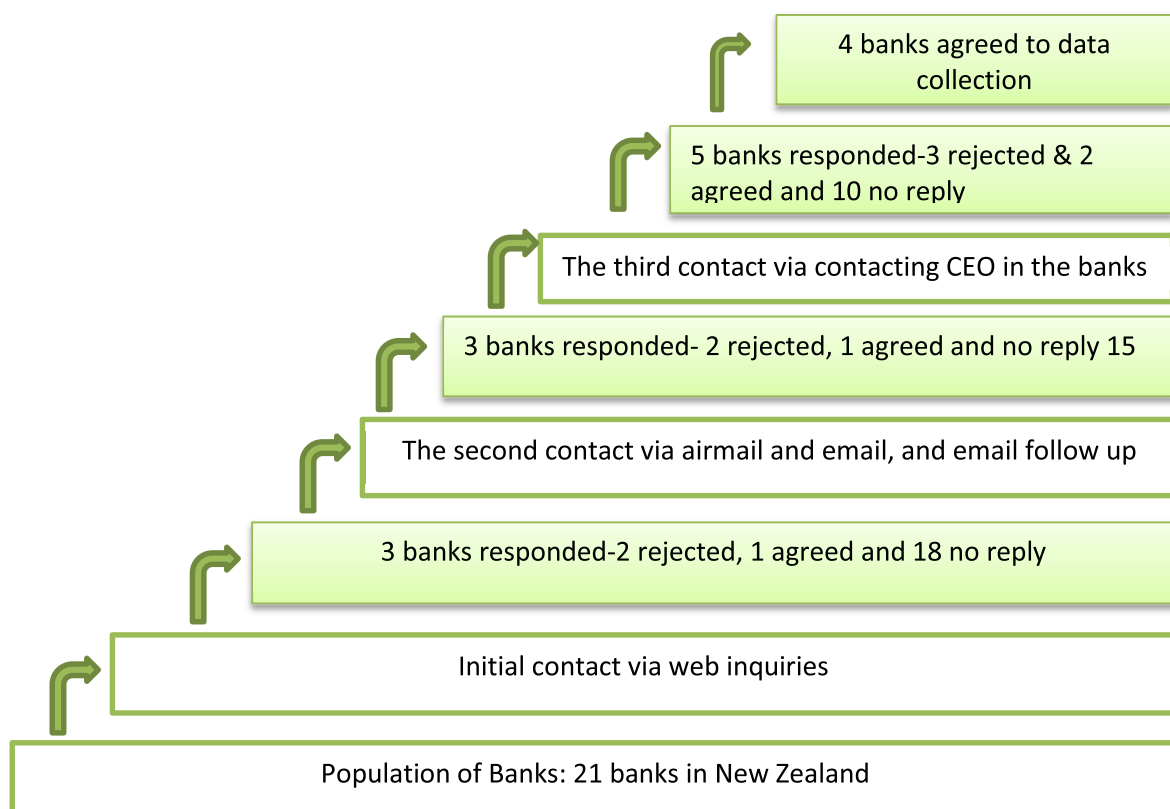 4 banks agreed to data
collection
5 banks responded-3 rejected & 2
agreed and 10 no reply
The third contact via contacting CEO in the banks
3 banks responded- 2 rejected, 1 agreed and no reply 15
The second contact via airmail and email, and email follow up
3 banks responded-2 rejected, 1 agreed and 18 no reply
Initial contact via web inquiries
Population of Banks: 21 banks in New Zealand